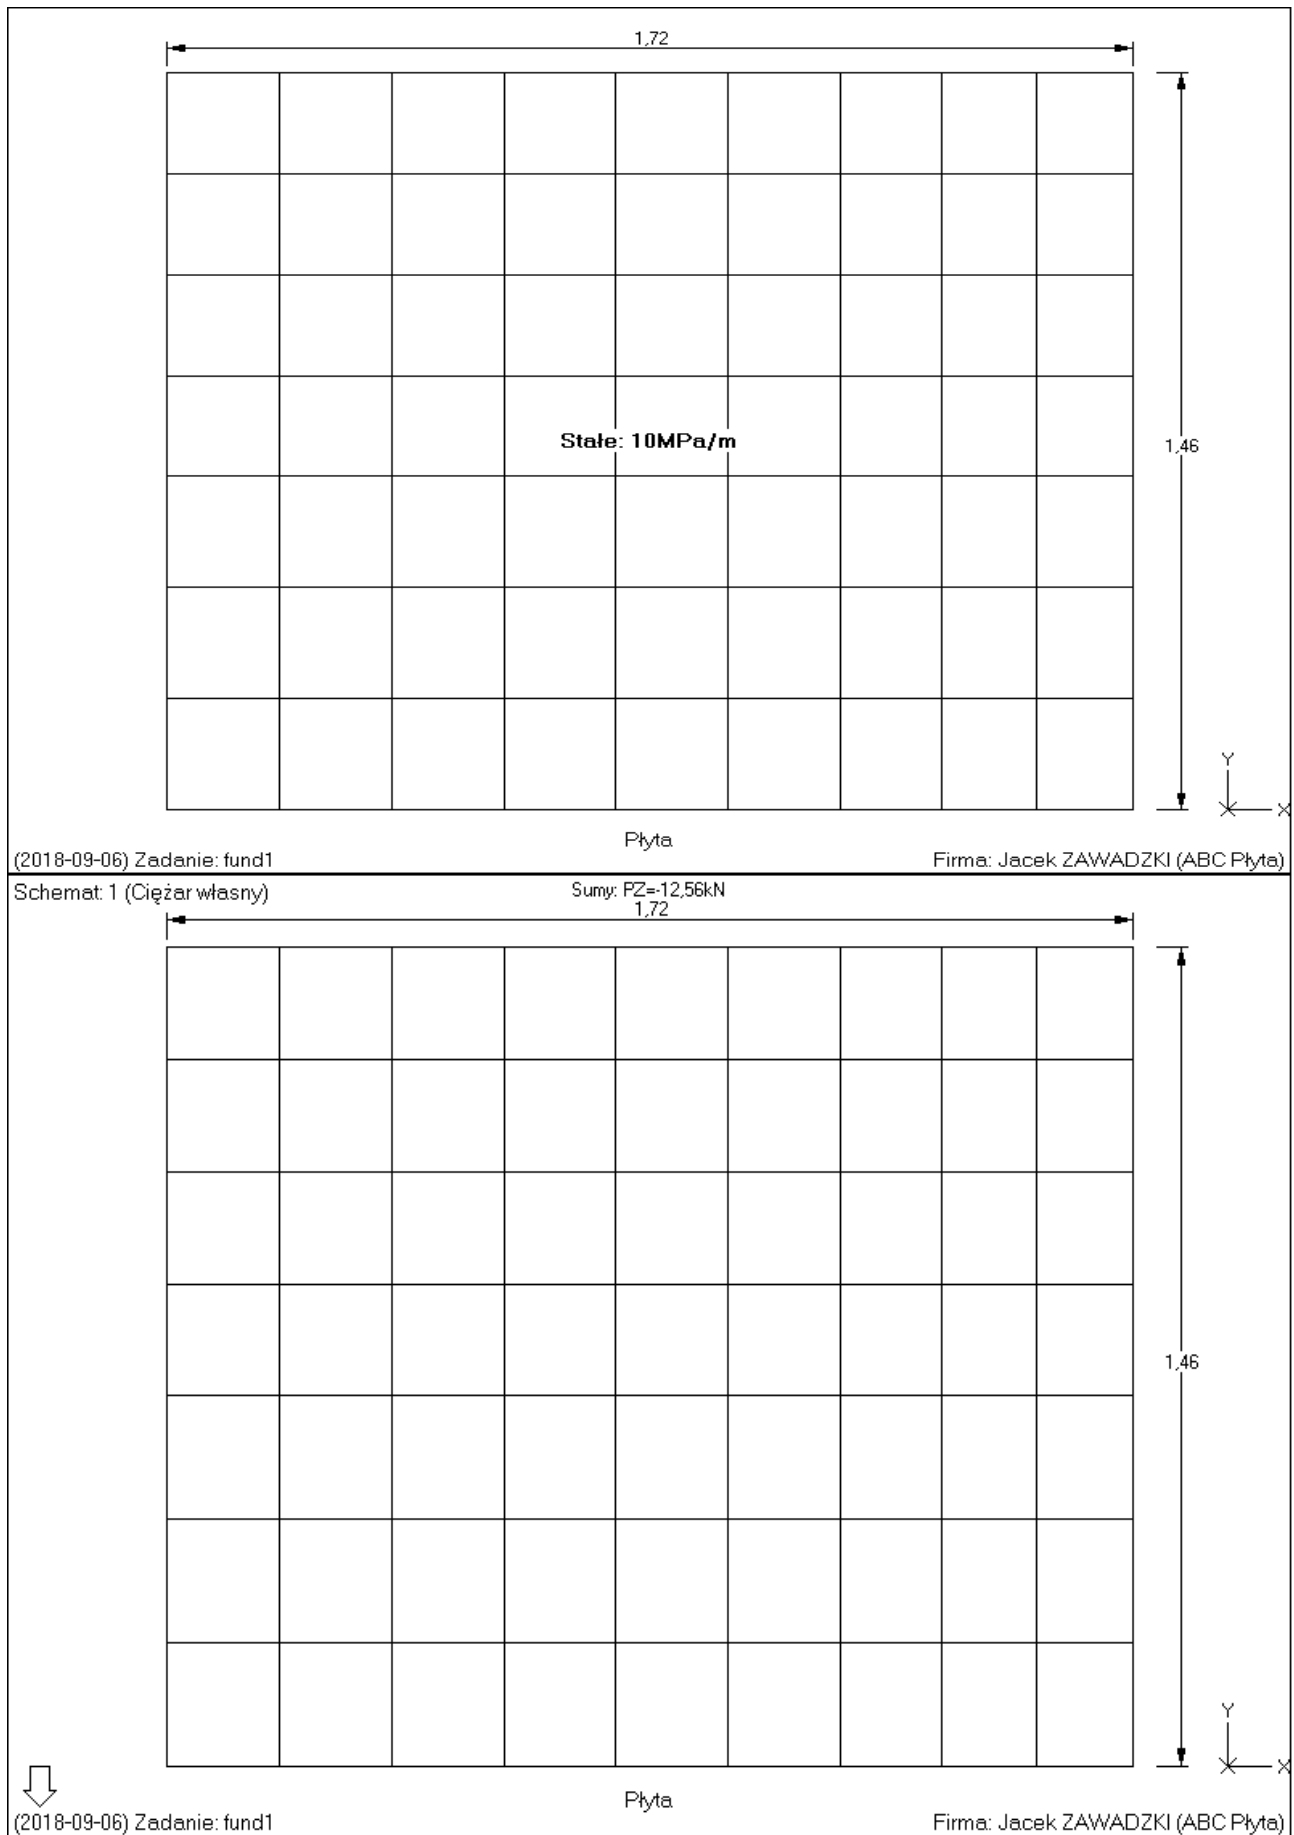 1,72
Stałe: 10MPa/m
1,46
Y
X
Płyta
(2018-09-06) Zadanie: fund1
Firma: Jacek ZAWADZKI (ABC Płyta)
Schemat: 1 (Ciężar własny)
Sumy: PZ=-12,56kN
1,72
1,46
Y
X
Płyta
(2018-09-06) Zadanie: fund1
Firma: Jacek ZAWADZKI (ABC Płyta)